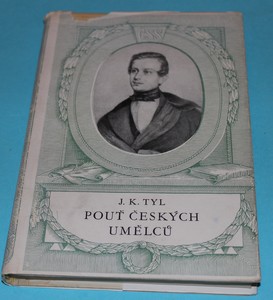 J. K. TYL
POUŤ ČESKÝCH
UMĚLCŮ